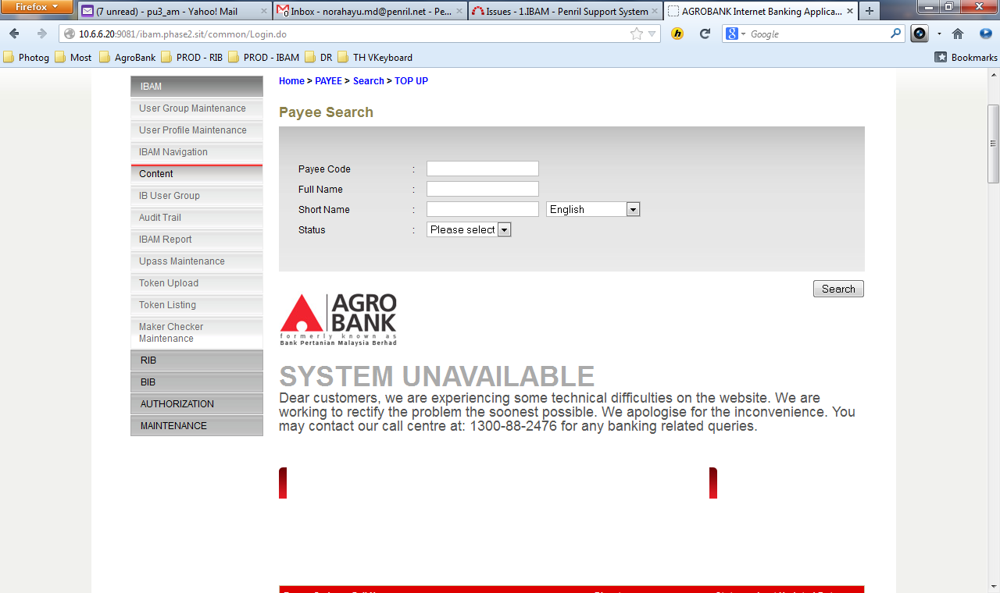 Firefox
(7 unread) - pu3_am - Yahoo! Mail
Inbox - norahayu.md@penril.net - Pe...
Issues - 1.IBAM - Penril Support System
AGROBANK Internet Banking Applica...
10.6.6.20:9081/ibam.phase2.sit/common/Login.do
Google
Photog
Most
AgroBank
PROD - RIB
PROD - IBAM
DR
TH VKeyboard
Bookmarks
IBAM
User Group Maintenance
User Profile Maintenance
IBAM Navigation
Content
IB User Group
Audit Trail
IBAM Report
Upass Maintenance
Token Upload
Token Listing
Maker Checker
Maintenance
RIB
BIB
AUTHORIZATION
MAINTENANCE
Home > PAYEE > Search > TOP UP
Payee Search
Payee Code :
Full Name :
Short Name : English
Status : Please select
Search
AGRO
BANK
formerly known as
Bank Pertanian Malaysia Berhad
SYSTEM UNAVAILABLE
Dear customers, we are experiencing some technical difficulties on the website. We are
working to rectify the problem the soonest possible. We apologise for the inconvenience. You
may contact our call centre at: 1300-88-2476 for any banking related queries.